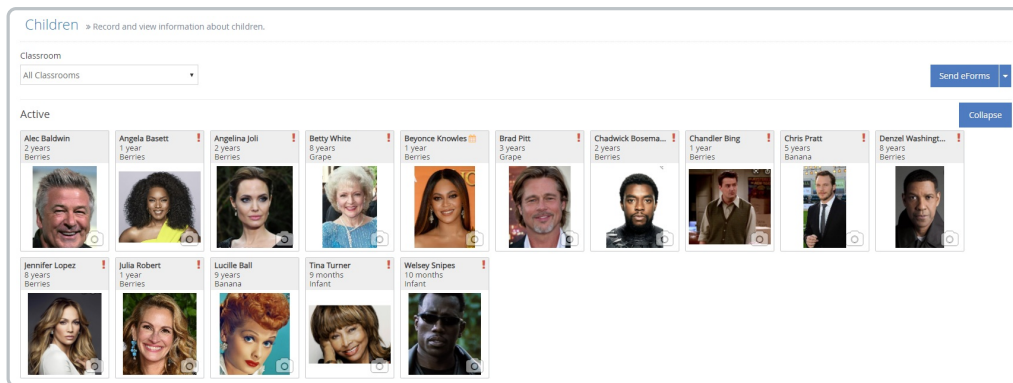 Children » Record and view information about children.
Classroom
All Classrooms
Send eForms
Active
Collapse
Alec Baldwin
2 years
Berries
Angela Basett
1 year
Berries
Angelina Joli
2 years
Berries
Betty White
8 years
Grape
Beyonce Knowles
1 year
Berries
Brad Pitt
3 years
Grape
Chadwick Bosema...
2 years
Berries
Chandler Bing
1 year
Berries
Chris Pratt
5 years
Banana
Denzel Washingt...
8 years
Berries
Jennifer Lopez
8 years
Berries
Julia Robert
1 year
Berries
Lucille Ball
9 years
Banana
Tina Turner
9 months
Infant
Welsey Snipes
10 months
Infant